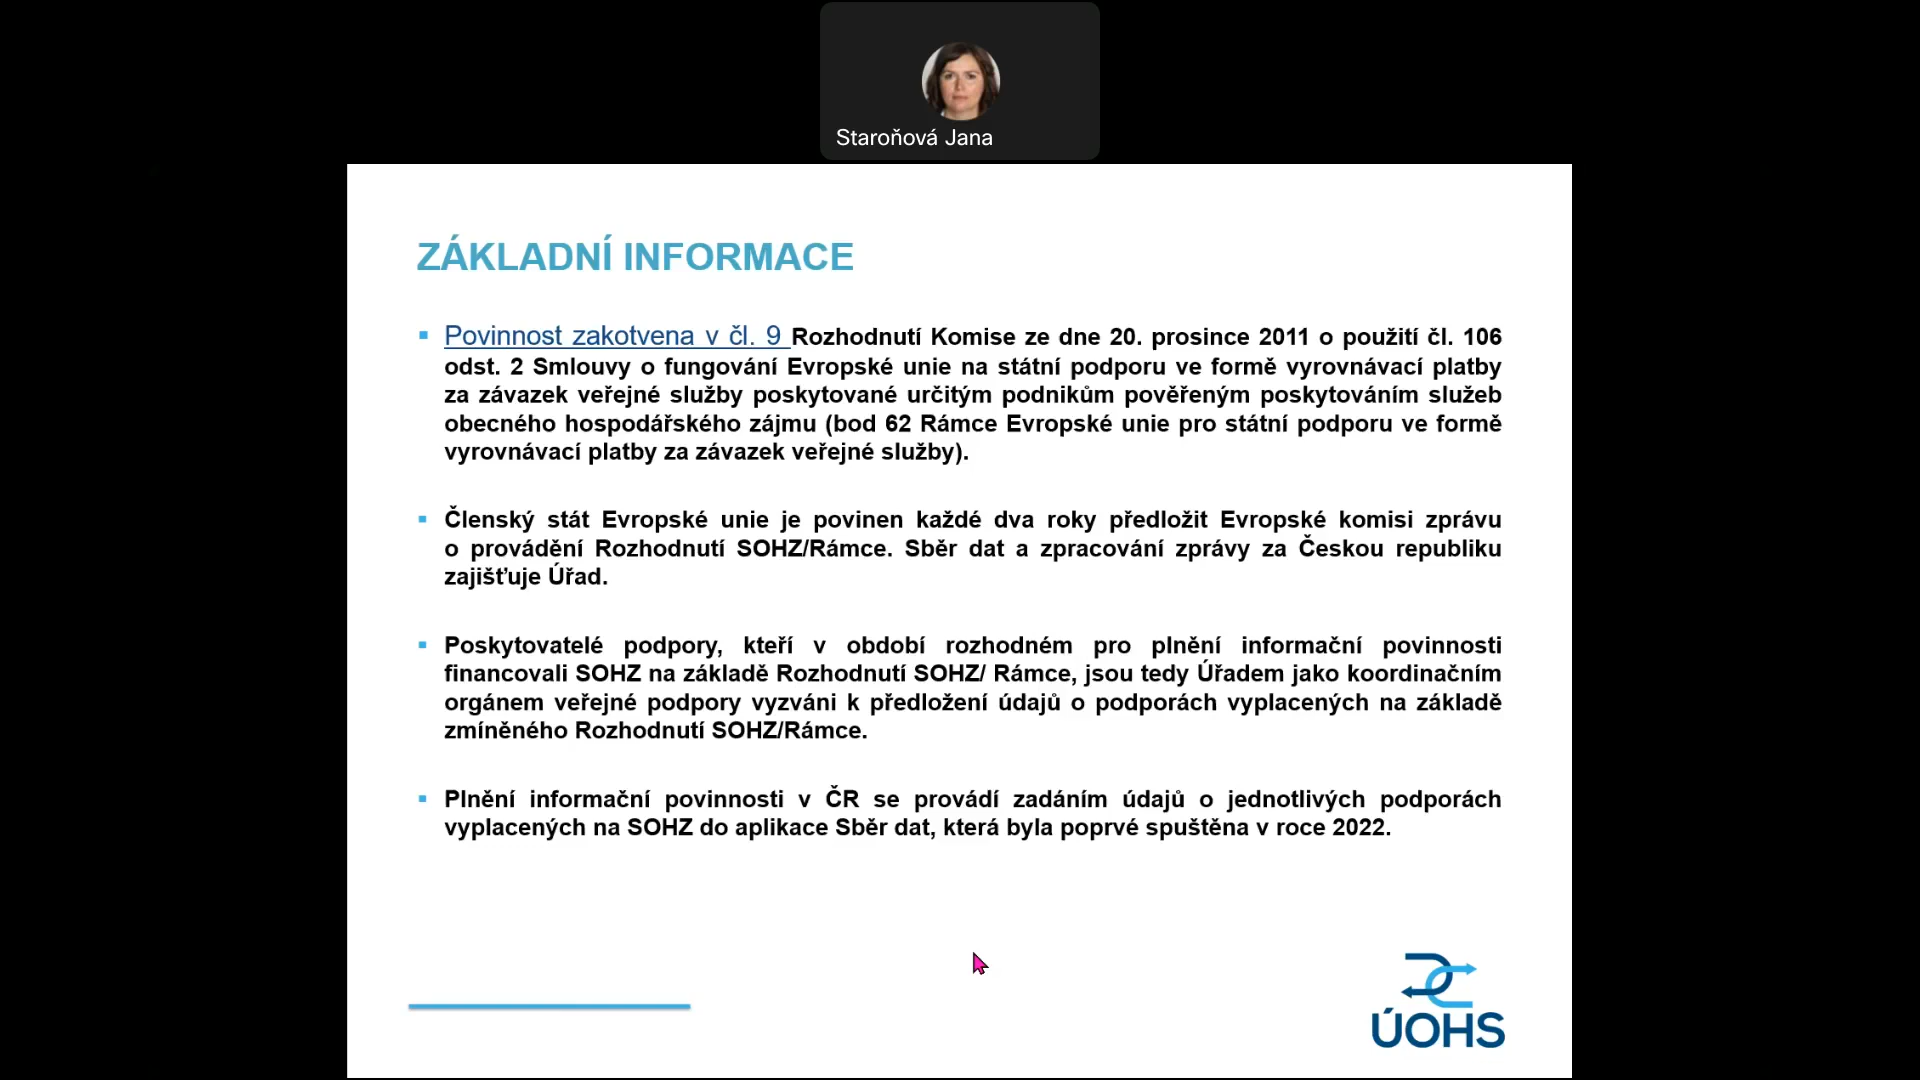 Staroňová Jana
ZÁKLADNÍ INFORMACE
▪ Povinnost zakotvena v čl. 9 Rozhodnutí Komise ze dne 20. prosince 2011 o použití čl. 106
odst. 2 Smlouvy o fungování Evropské unie na státní podporu ve formě vyrovnávací platby
za závazek veřejné služby poskytované určitým podnikům pověřeným poskytováním služeb
obecného hospodářského zájmu (bod 62 Rámce Evropské unie pro státní podporu ve formě
vyrovnávací platby za závazek veřejné služby).
▪ Členský stát Evropské unie je povinen každé dva roky předložit Evropské komisi zprávu
o provádění Rozhodnutí SOHZ/Rámce. Sběr dat a zpracování zprávy za Českou republiku
zajišťuje Úřad.
▪ Poskytovatelé podpory, kteří v období rozhodném pro plnění informační povinnosti
financovali SOHZ na základě Rozhodnutí SOHZ/ Rámce, jsou tedy Úřadem jako koordinačním
orgánem veřejné podpory vyzváni k předložení údajů o podporách vyplacených na základě
zmíněného Rozhodnutí SOHZ/Rámce.
▪ Plnění informační povinnosti v ČR se provádí zadáním údajů o jednotlivých podporách
vyplacených na SOHZ do aplikace Sběr dat, která byla poprvé spuštěna v roce 2022.
ÚOHS